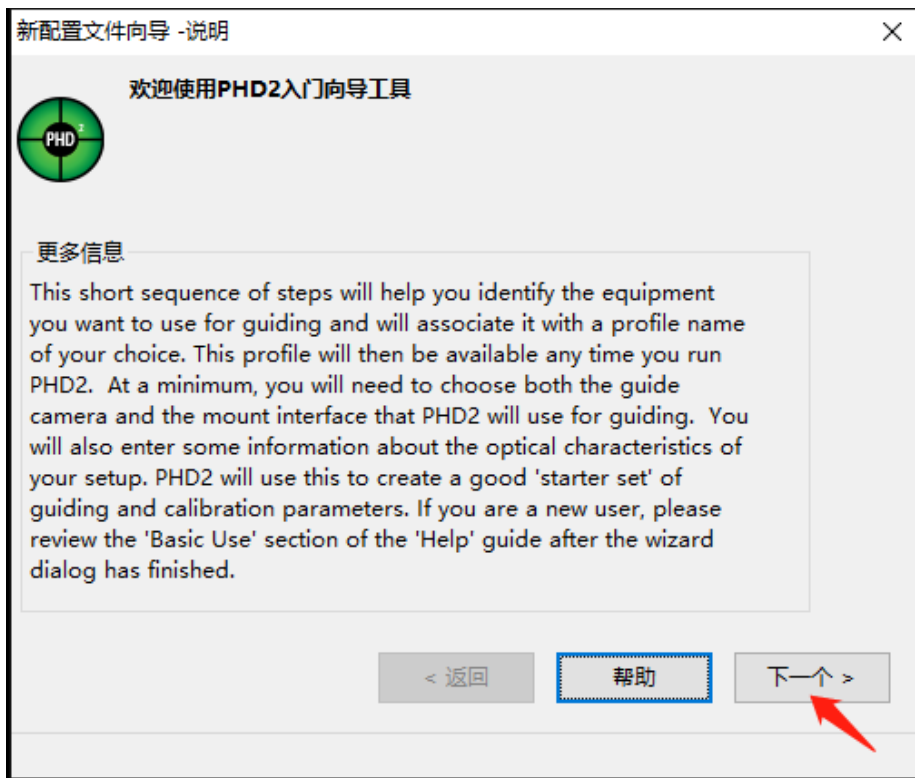 新配置文件向导 -说明
欢迎使用PHD2入门向导工具
PHD 2
更多信息
This short sequence of steps will help you identify the equipment
you want to use for guiding and will associate it with a profile name
of your choice. This profile will then be available any time you run
PHD2.  At a minimum, you will need to choose both the guide
camera and the mount interface that PHD2 will use for guiding.  You
will also enter some information about the optical characteristics of
your setup. PHD2 will use this to create a good 'starter set' of
guiding and calibration parameters. If you are a new user, please
review the 'Basic Use' section of the 'Help' guide after the wizard
dialog has finished.
< 返回 帮助 下一个 >